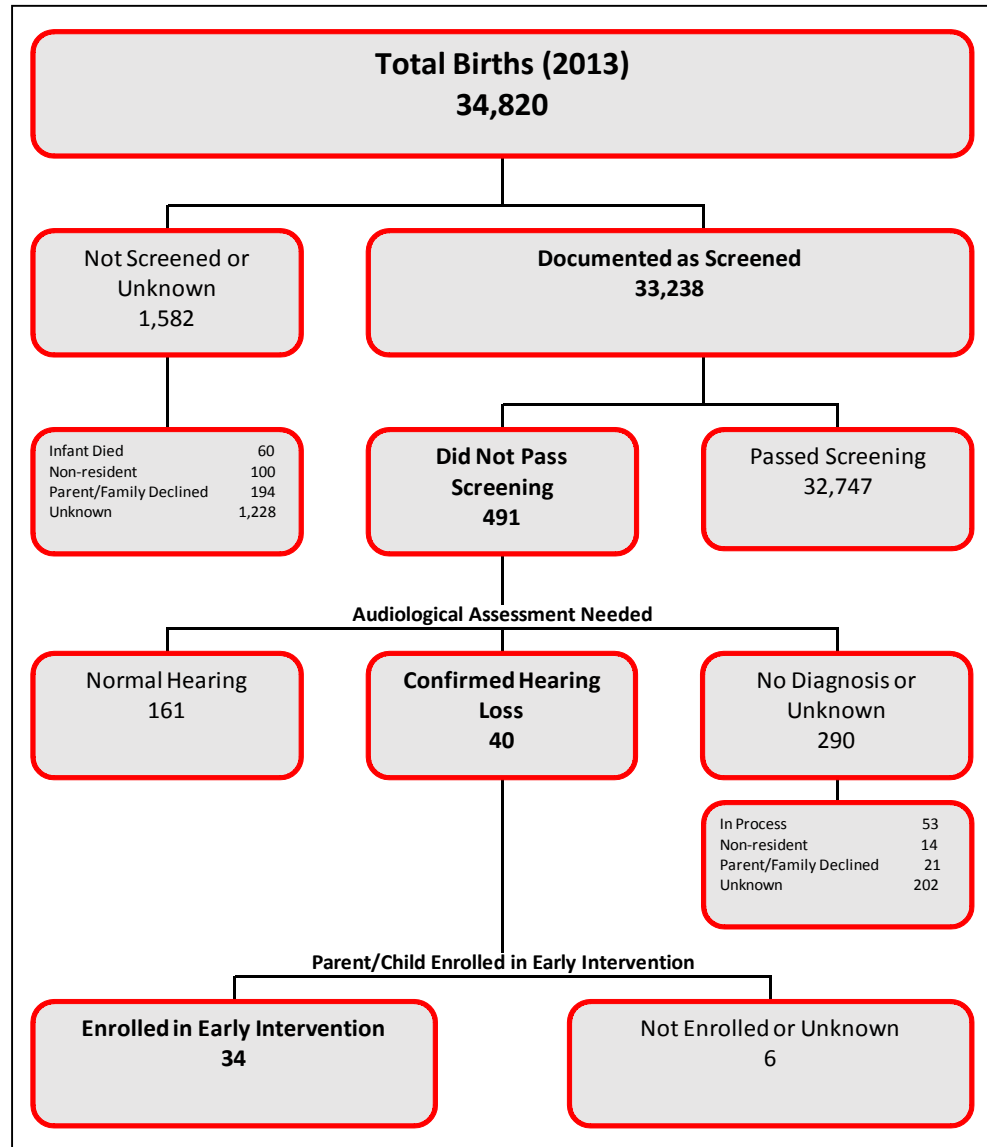 Total Births (2013)
34,820
Not Screened or
Unknown
1,582
Documented as Screened
33,238
Infant Died 60
Non-resident 100
Parent/Family Declined 194
Unknown 1,228
Did Not Pass
Screening
491
Passed Screening
32,747
Audiological Assessment Needed
Normal Hearing
161
Confirmed Hearing
Loss
40
No Diagnosis or
Unknown
290
In Process 53
Non-resident 14
Parent/Family Declined 21
Unknown 202
Parent/Child Enrolled in Early Intervention
Enrolled in Early Intervention
34
Not Enrolled or Unknown
6